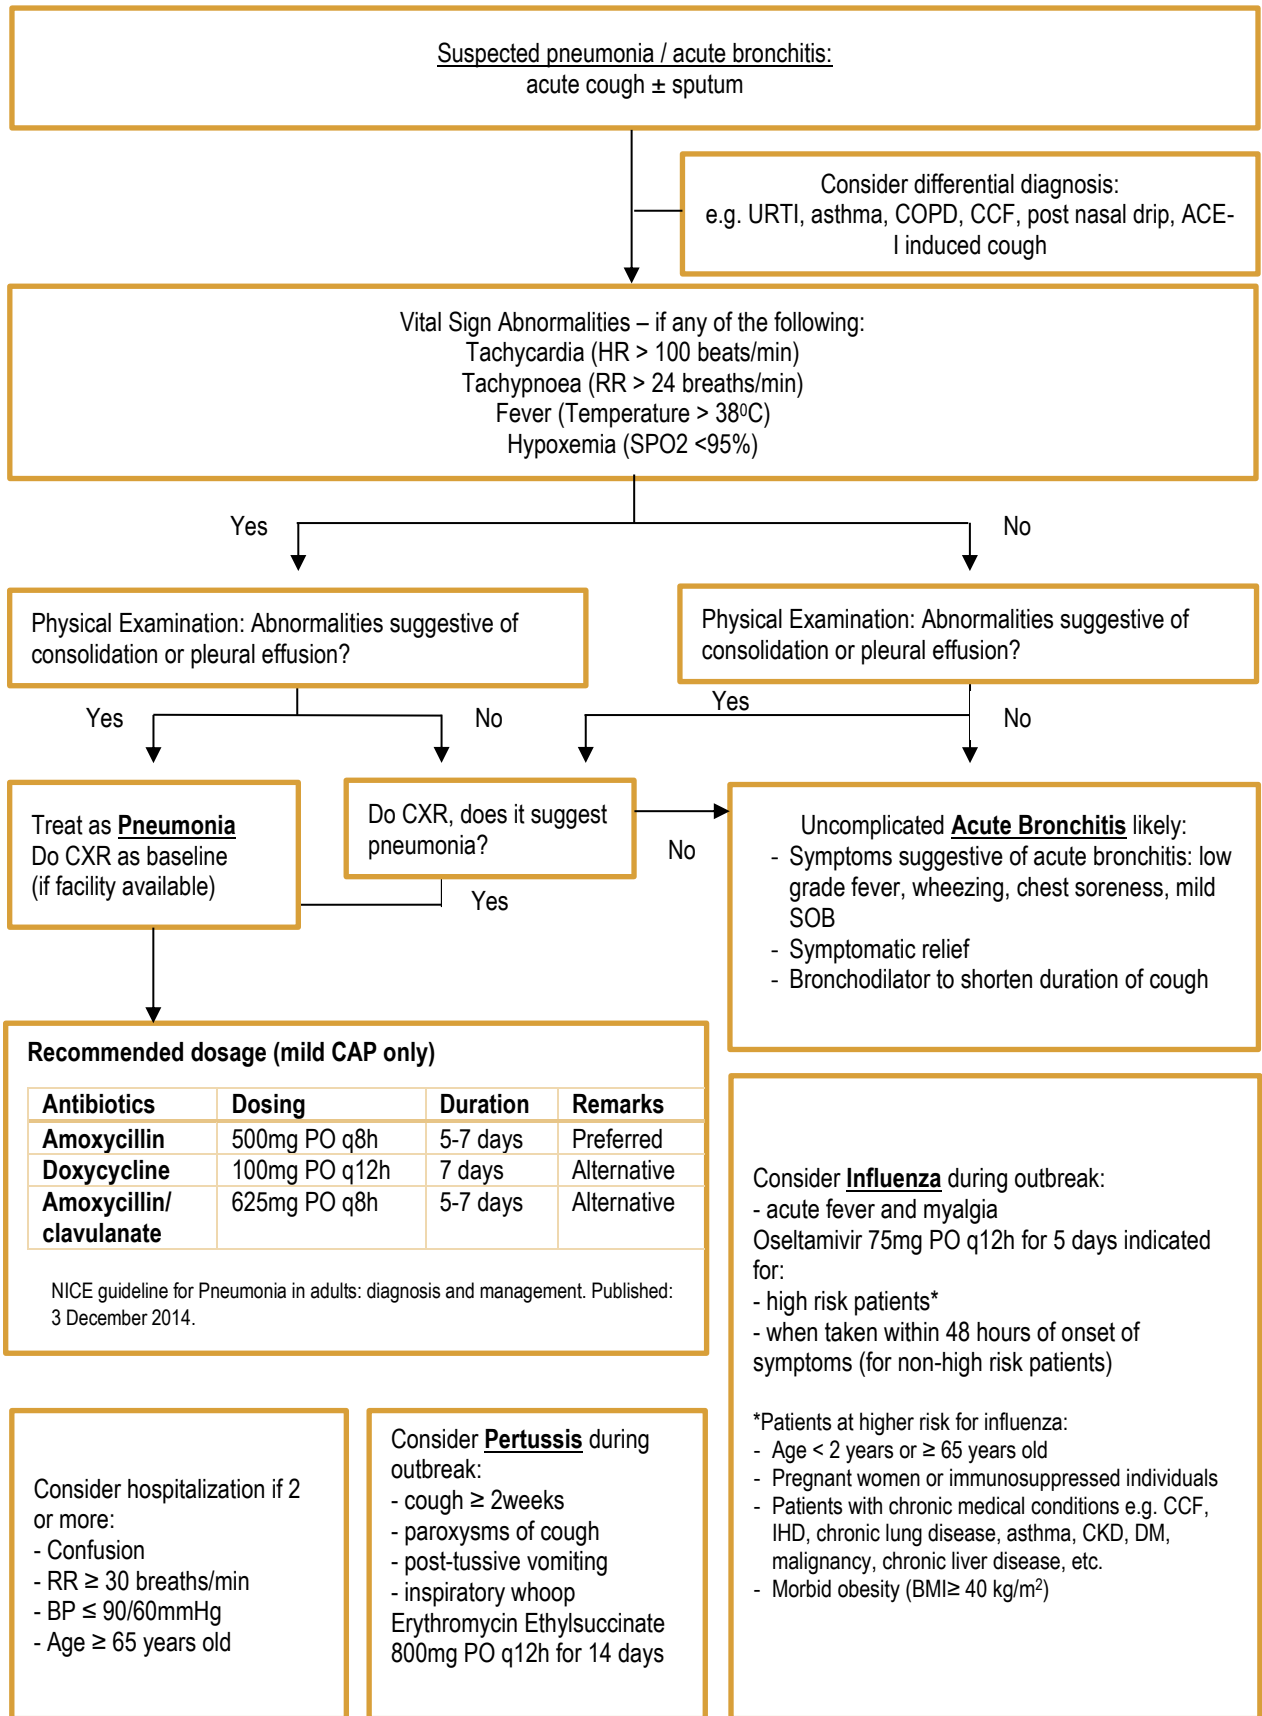 Suspected pneumonia / acute bronchitis:
acute cough ± sputum
Consider differential diagnosis:
e.g. URTI, asthma, COPD, CCF, post nasal drip, ACE-
I induced cough
Vital Sign Abnormalities – if any of the following:
Tachycardia (HR > 100 beats/min)
Tachypnoea (RR > 24 breaths/min)
Fever (Temperature > 38⁰C)
Hypoxemia (SPO2 <95%)
Yes
No
Physical Examination: Abnormalities suggestive of
consolidation or pleural effusion?
Physical Examination: Abnormalities suggestive of
consolidation or pleural effusion?
Yes
No
Yes
No
Treat as Pneumonia
Do CXR as baseline
(if facility available)
Do CXR, does it suggest
pneumonia?
No
Yes
Uncomplicated Acute Bronchitis likely:
- Symptoms suggestive of acute bronchitis: low
grade fever, wheezing, chest soreness, mild
SOB
- Symptomatic relief
- Bronchodilator to shorten duration of cough
Recommended dosage (mild CAP only)
Antibiotics Dosing Duration Remarks
Amoxycillin 500mg PO q8h 5-7 days Preferred
Doxycycline 100mg PO q12h 7 days Alternative
Amoxycillin/ 625mg PO q8h 5-7 days Alternative
clavulanate
NICE guideline for Pneumonia in adults: diagnosis and management. Published:
3 December 2014.
Consider Influenza during outbreak:
- acute fever and myalgia
Oseltamivir 75mg PO q12h for 5 days indicated
for:
- high risk patients*
- when taken within 48 hours of onset of
symptoms (for non-high risk patients)
*Patients at higher risk for influenza:
- Age < 2 years or ≥ 65 years old
- Pregnant women or immunosuppressed individuals
- Patients with chronic medical conditions e.g. CCF,
IHD, chronic lung disease, asthma, CKD, DM,
malignancy, chronic liver disease, etc.
- Morbid obesity (BMI≥ 40 kg/m²)
Consider hospitalization if 2
or more:
- Confusion
- RR ≥ 30 breaths/min
- BP ≤ 90/60mmHg
- Age ≥ 65 years old
Consider Pertussis during
outbreak:
- cough ≥ 2weeks
- paroxysms of cough
- post-tussive vomiting
- inspiratory whoop
Erythromycin Ethylsuccinate
800mg PO q12h for 14 days